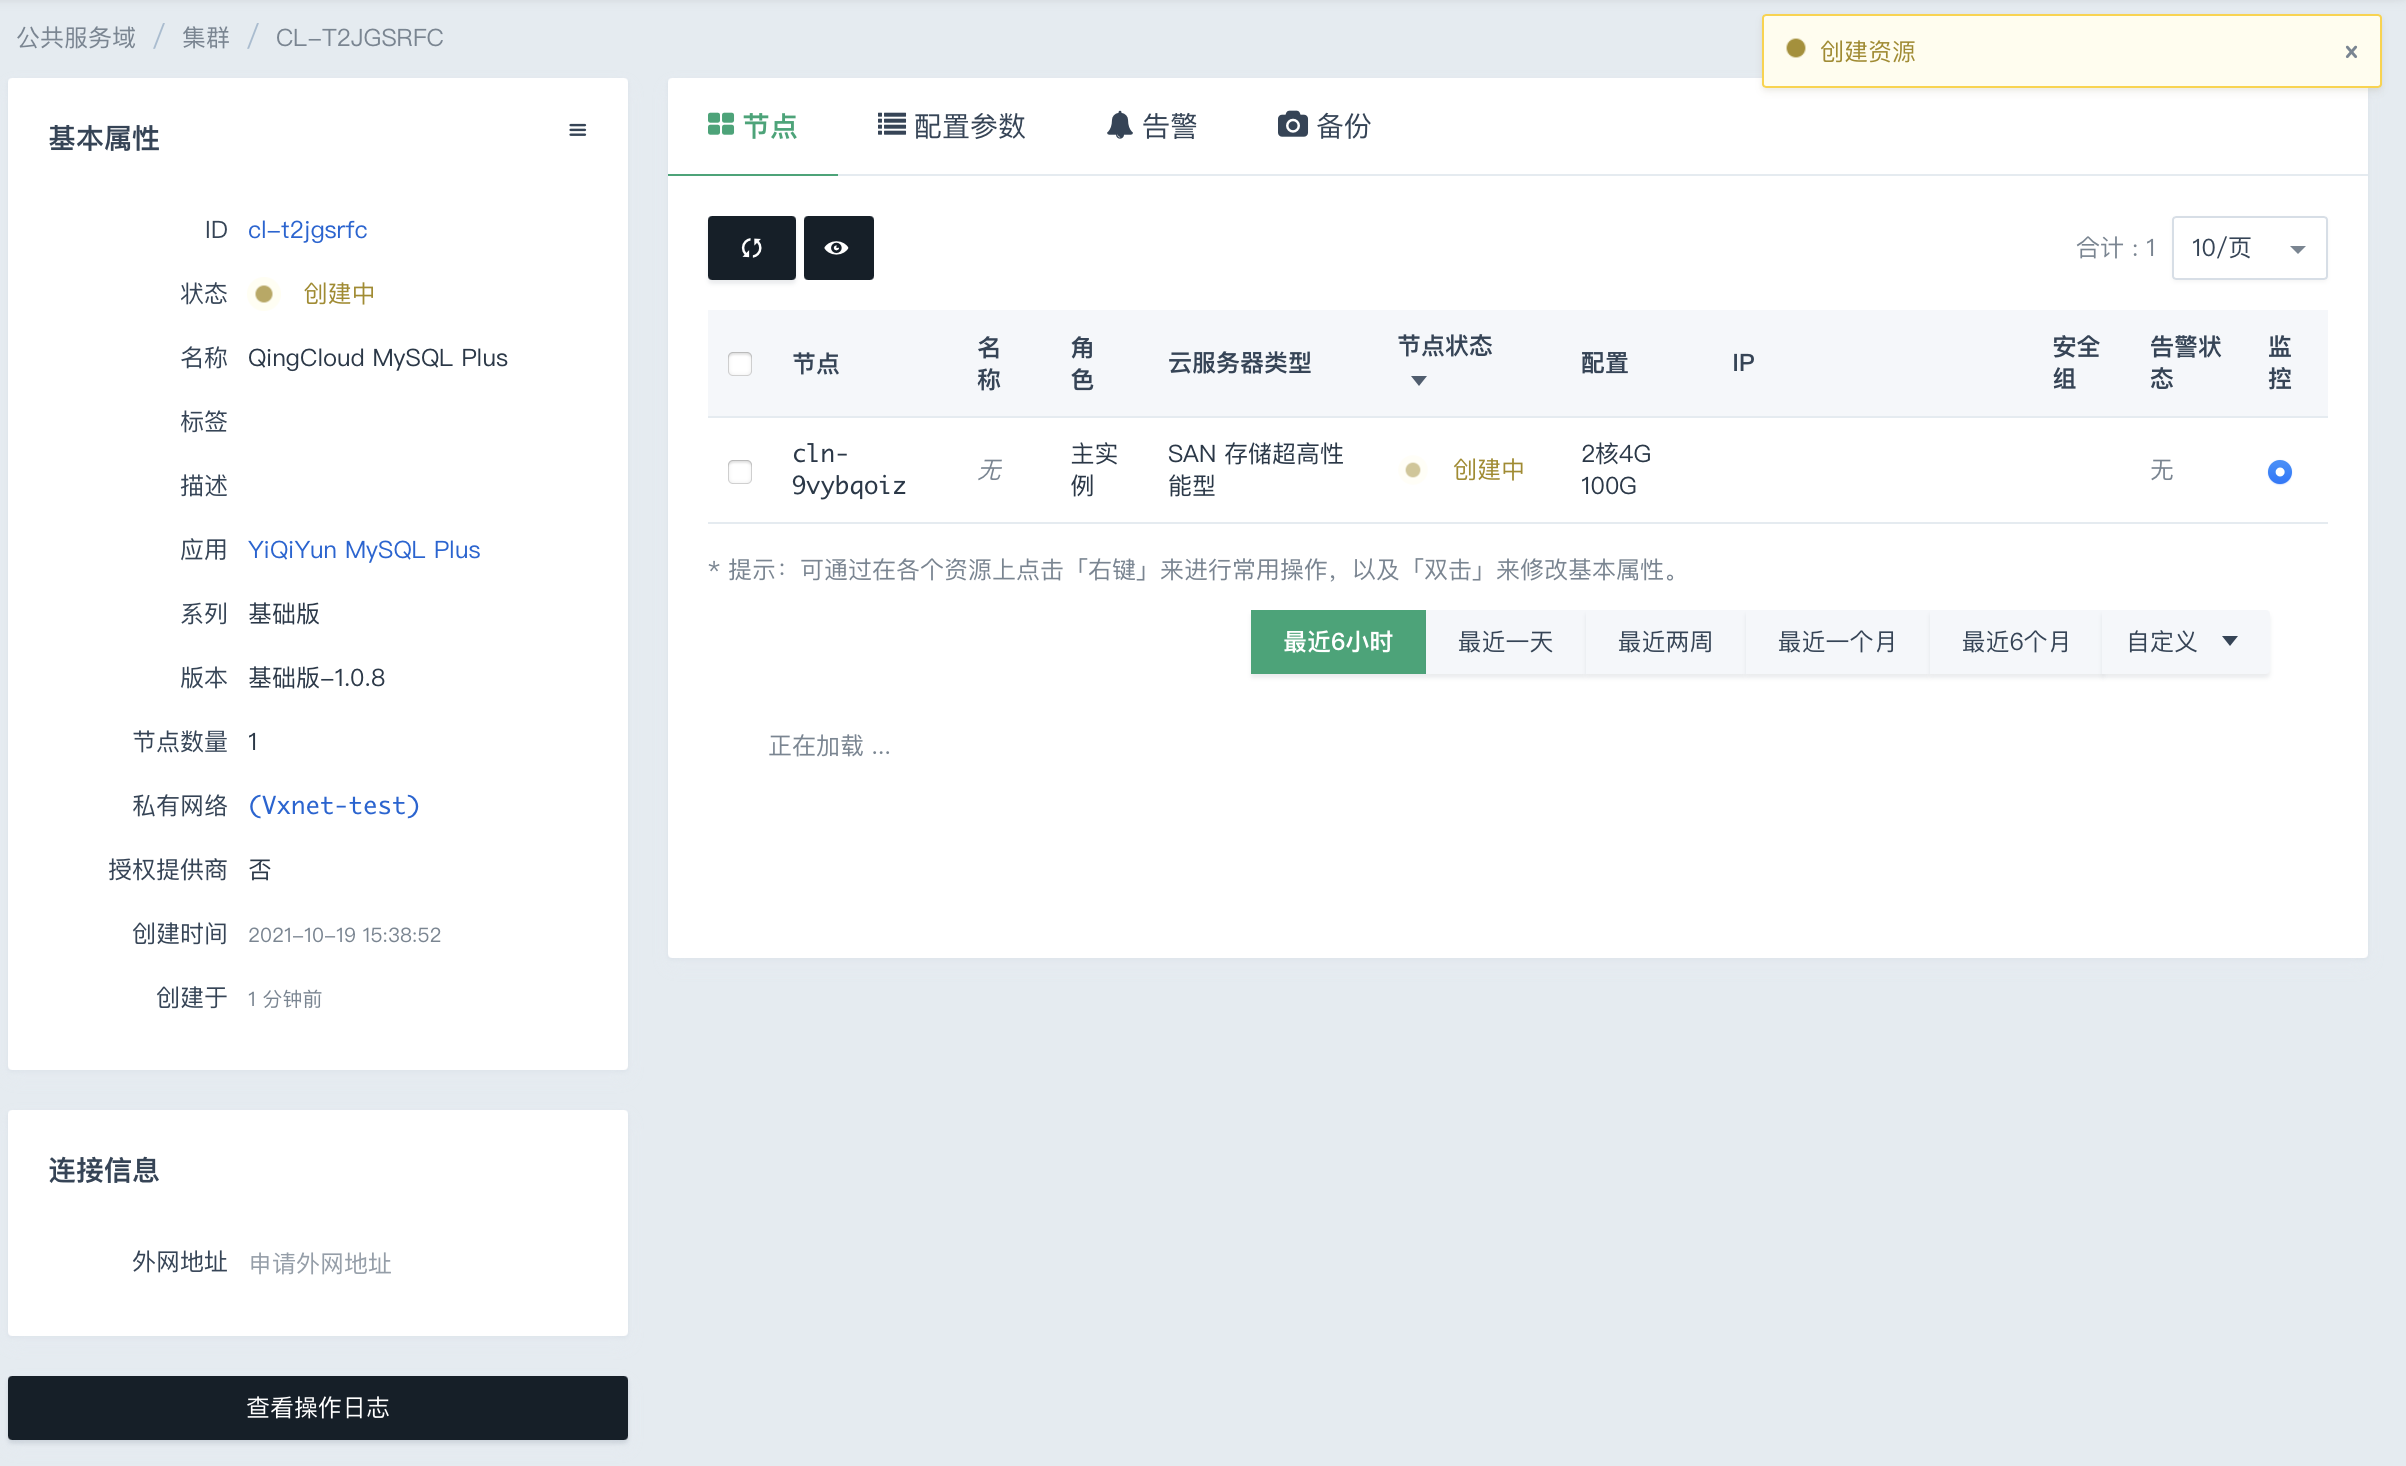 公共服务域 / 集群 / CL-T2JGSRFC
创建资源
x
基本属性
ID cl-t2jgsrfc
状态 创建中
名称 QingCloud MySQL Plus
标签
描述
应用 YiQiYun MySQL Plus
系列 基础版
版本 基础版-1.0.8
节点数量 1
私有网络 (Vxnet-test)
授权提供商 否
创建时间 2021-10-19 15:38:52
创建于 1 分钟前
连接信息
外网地址 申请外网地址
查看操作日志
节点 配置参数 告警 备份
合计 : 1 10/页
节点 名称 角色 云服务器类型 节点状态 配置 IP 安全组 告警状态 监控
cln-9vybqoiz 无 主实例 SAN 存储超高性能型 创建中 2核4G 100G 无
* 提示：可通过在各个资源上点击「右键」来进行常用操作，以及「双击」来修改基本属性。
最近6小时 最近一天 最近两周 最近一个月 最近6个月 自定义
正在加载 ...